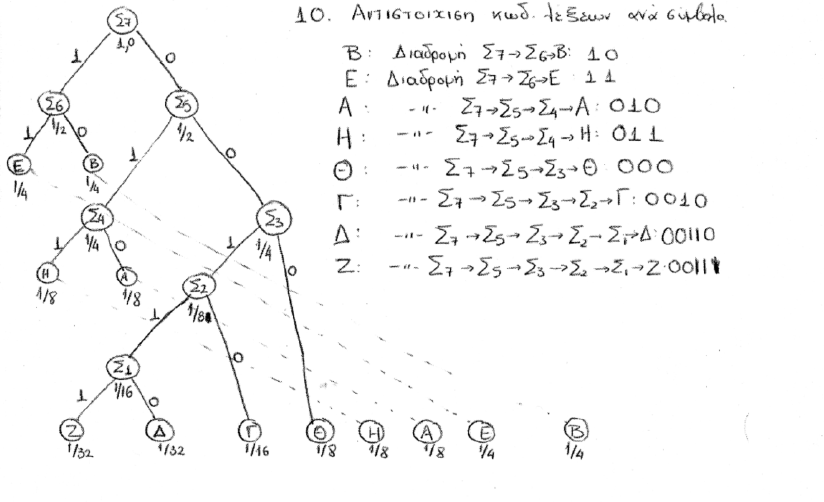 10. Αντιστοίχιση κωδ. λέξεων ανά σύμβολο.
Β: Διαδρομή Σ7→Σ6→Β: 10
Ε: Διαδρομή Σ7→Σ6→Ε 11
Α: -"- Σ7→Σ5→Σ4→Α: 010
Η: -"- Σ7→Σ5→Σ4→Η: 011
Θ: -"- Σ7→Σ5→Σ3→Θ 000
Γ: -"- Σ7→Σ5→Σ3→Σ2→Γ: 0010
Δ: -"- Σ7→Σ5→Σ3→Σ2→Σ1→Δ: 00110
Ζ: -"- Σ7→Σ5→Σ3→Σ2→Σ1→Ζ: 00111
Σ7
1,0
1 0
Σ6 Σ5
1/2 1/2
1 0 1 0
Ε Β
1/4 1/4
Σ4 Σ3
1/4 1/4
1 0 1 0
Η Α Σ2
1/8 1/8 1/8
1 0
Σ1
1/16
1 0
Ζ Δ Γ Θ Η Α Ε Β
1/32 1/32 1/16 1/8 1/8 1/8 1/4 1/4